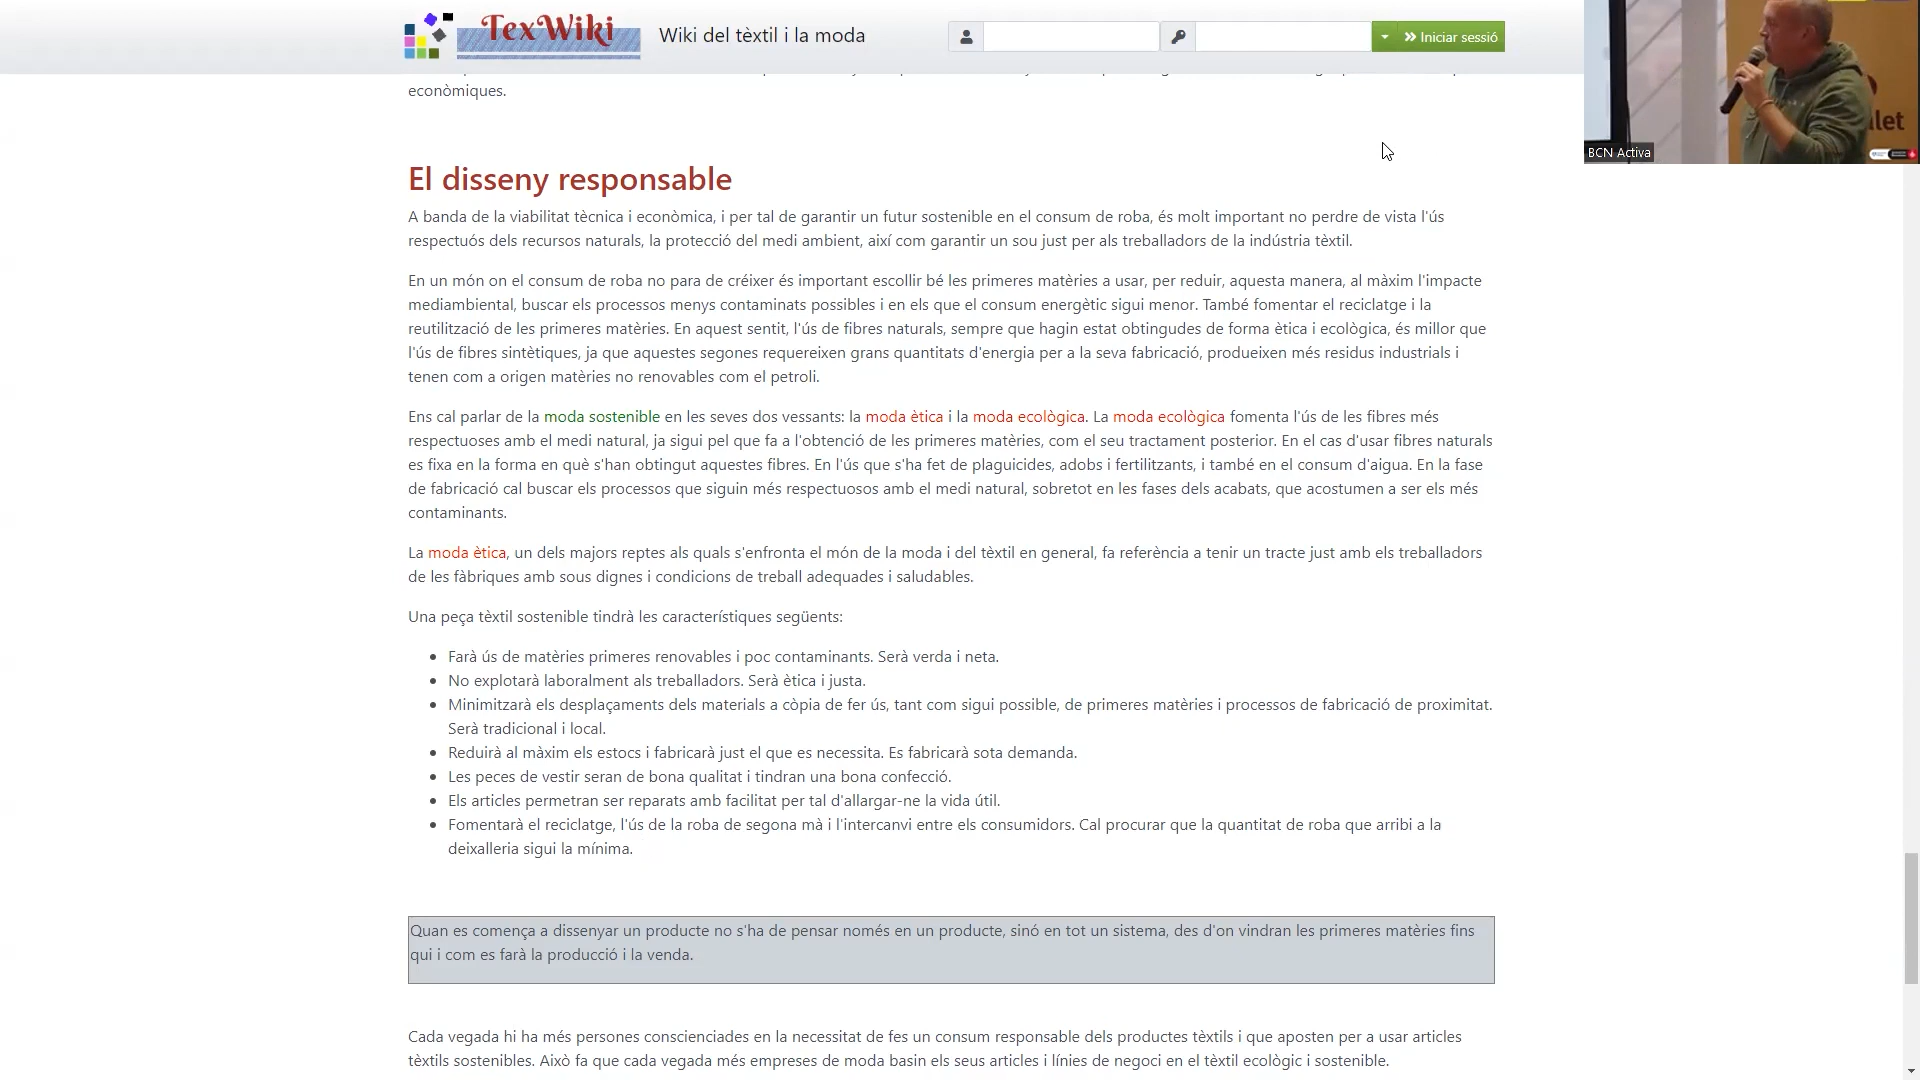 TexWiki
Wiki del tèxtil i la moda
Iniciar sessió
BCN Activa
econòmiques.
El disseny responsable
A banda de la viabilitat tècnica i econòmica, i per tal de garantir un futur sostenible en el consum de roba, és molt important no perdre de vista l'ús
respectuós dels recursos naturals, la protecció del medi ambient, així com garantir un sou just per als treballadors de la indústria tèxtil.
En un món on el consum de roba no para de créixer és important escollir bé les primeres matèries a usar, per reduir, aquesta manera, al màxim l'impacte
mediambiental, buscar els processos menys contaminats possibles i en els que el consum energètic sigui menor. També fomentar el reciclatge i la
reutilització de les primeres matèries. En aquest sentit, l'ús de fibres naturals, sempre que hagin estat obtingudes de forma ètica i ecològica, és millor que
l'ús de fibres sintètiques, ja que aquestes segones requereixen grans quantitats d'energia per a la seva fabricació, produeixen més residus industrials i
tenen com a origen matèries no renovables com el petroli.
Ens cal parlar de la moda sostenible en les seves dos vessants: la moda ètica i la moda ecològica. La moda ecològica fomenta l'ús de les fibres més
respectuoses amb el medi natural, ja sigui pel que fa a l'obtenció de les primeres matèries, com el seu tractament posterior. En el cas d'usar fibres naturals
es fixa en la forma en què s'han obtingut aquestes fibres. En l'ús que s'ha fet de plaguicides, adobs i fertilitzants, i també en el consum d'aigua. En la fase
de fabricació cal buscar els processos que siguin més respectuosos amb el medi natural, sobretot en les fases dels acabats, que acostumen a ser els més
contaminants.
La moda ètica, un dels majors reptes als quals s'enfronta el món de la moda i del tèxtil en general, fa referència a tenir un tracte just amb els treballadors
de les fàbriques amb sous dignes i condicions de treball adequades i saludables.
Una peça tèxtil sostenible tindrà les característiques següents:
Farà ús de matèries primeres renovables i poc contaminants. Serà verda i neta.
No explotarà laboralment als treballadors. Serà ètica i justa.
Minimitzarà els desplaçaments dels materials a còpia de fer ús, tant com sigui possible, de primeres matèries i processos de fabricació de proximitat.
Serà tradicional i local.
Reduirà al màxim els estocs i fabricarà just el que es necessita. Es fabricarà sota demanda.
Les peces de vestir seran de bona qualitat i tindran una bona confecció.
Els articles permetran ser reparats amb facilitat per tal d'allargar-ne la vida útil.
Fomentarà el reciclatge, l'ús de la roba de segona mà i l'intercanvi entre els consumidors. Cal procurar que la quantitat de roba que arribi a la
deixalleria sigui la mínima.
Quan es comença a dissenyar un producte no s'ha de pensar només en un producte, sinó en tot un sistema, des d'on vindran les primeres matèries fins
qui i com es farà la producció i la venda.
Cada vegada hi ha més persones conscienciades en la necessitat de fes un consum responsable dels productes tèxtils i que aposten per a usar articles
tèxtils sostenibles. Això fa que cada vegada més empreses de moda basin els seus articles i línies de negoci en el tèxtil ecològic i sostenible.